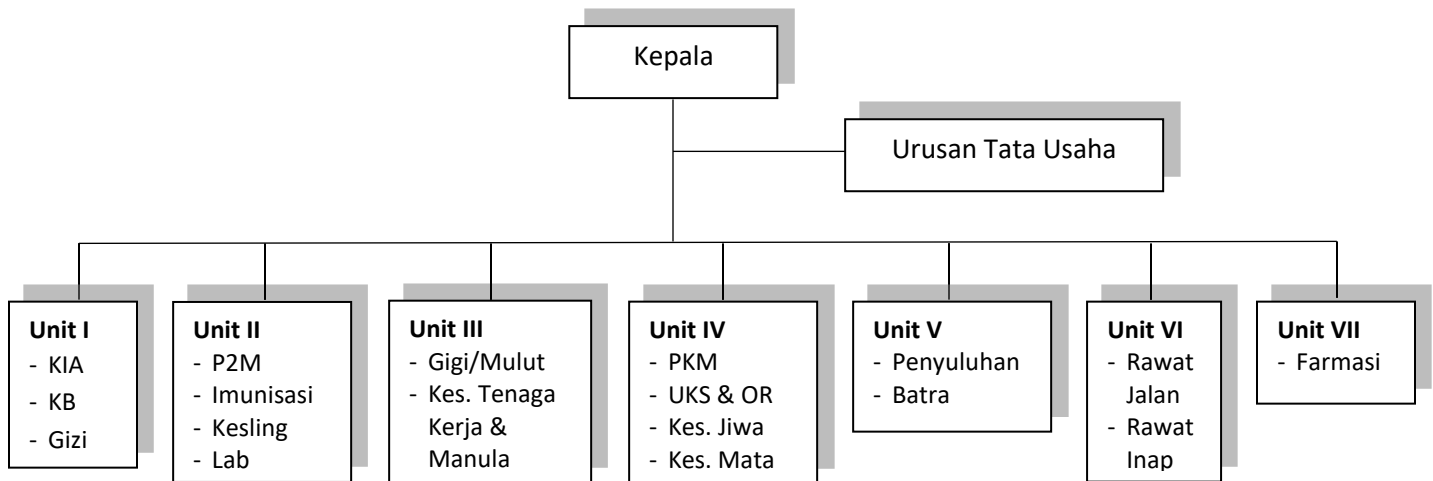 Kepala
Urusan Tata Usaha
Unit I
- KIA
- KB
- Gizi
Unit II
- P2M
- Imunisasi
- Kesling
- Lab
Unit III
- Gigi/Mulut
- Kes. Tenaga
Kerja &
Manula
Unit IV
- PKM
- UKS & OR
- Kes. Jiwa
- Kes. Mata
Unit V
- Penyuluhan
- Batra
Unit VI
- Rawat
Jalan
- Rawat
Inap
Unit VII
- Farmasi